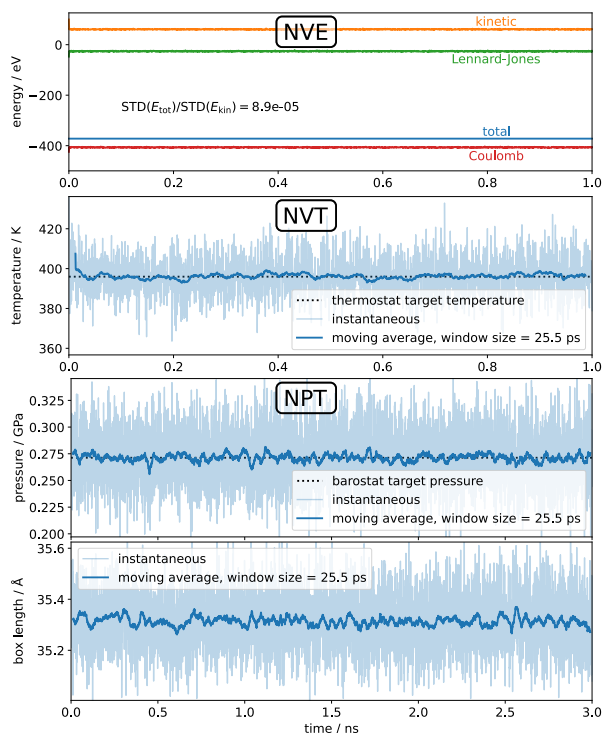 NVE
kinetic
Lennard-Jones
STD(E_tot)/STD(E_kin) = 8.9e-05
total
Coulomb
energy / eV
0
−200
−400
0.0 0.2 0.4 0.6 0.8 1.0
NVT
temperature / K
420
400
380
360
thermostat target temperature
instantaneous
moving average, window size = 25.5 ps
0.0 0.2 0.4 0.6 0.8 1.0
NPT
pressure / GPa
0.325
0.300
0.275
0.250
0.225
0.200
barostat target pressure
instantaneous
moving average, window size = 25.5 ps
box length / Å
35.6
35.4
35.2
instantaneous
moving average, window size = 25.5 ps
0.0 0.5 1.0 1.5 2.0 2.5 3.0
time / ns